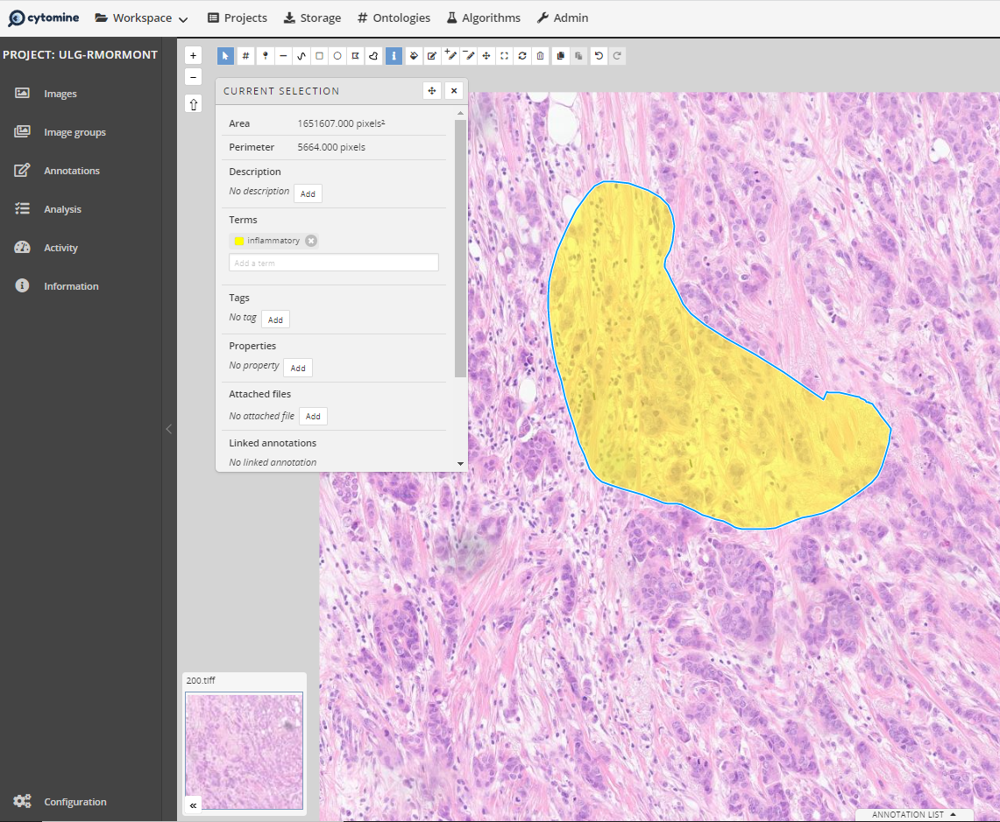 cytomine Workspace Projects Storage # Ontologies Algorithms Admin
PROJECT: ULG-RMORMONT
Images
Image groups
Annotations
Analysis
Activity
Information
Configuration
+
−
CURRENT SELECTION
Area 1651607.000 pixels²
Perimeter 5664.000 pixels
Description
No description Add
Terms
inflammatory
Add a term
Tags
No tag Add
Properties
No property Add
Attached files
No attached file Add
Linked annotations
No linked annotation
200.tiff
«
ANNOTATION LIST